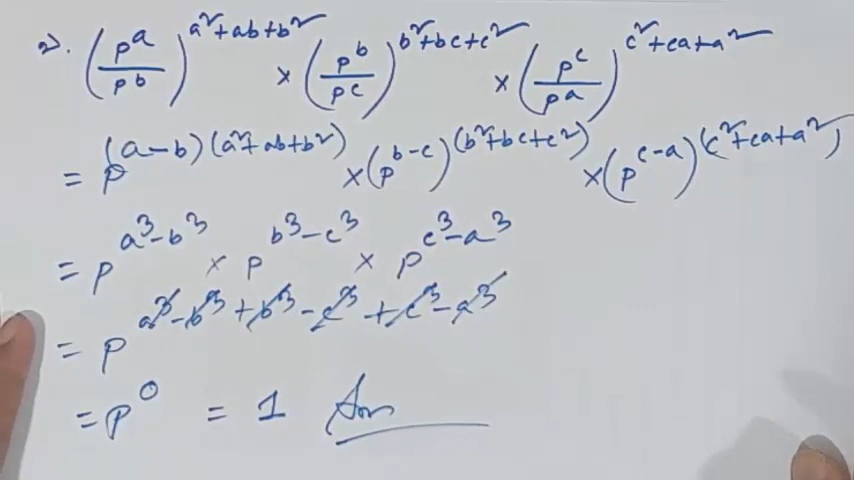 ২). (p^a/p^b)^(a²+ab+b²) × (p^b/p^c)^(b²+bc+c²) × (p^c/p^a)^(c²+ca+a²)
= p^((a-b)(a²+ab+b²)) × (p^(b-c))^(b²+bc+c²) × (p^(c-a))^(c²+ca+a²)
= p^(a³-b³) × p^(b³-c³) × p^(c³-a³)
= p^(a³-b³+b³-c³+c³-a³)
= p^0 = 1 Ans